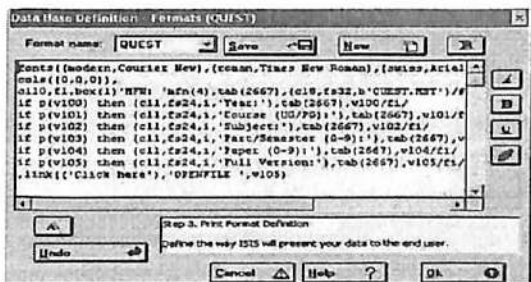 Data Base Definition - Formats (QUEST)
Format name: QUEST Save New
fonts((modern,Courier New),(roman,Times New Roman),(swiss,Arial
cols((0,0,0)),
'MFN: 'mfn(4),tab(2667),(cl8,fs32,b'QUEST.MST')/
if p(v100) then (cl1,fs24,i,'Year:'),tab(2667),v100/fi/
if p(v101) then (cl1,fs24,i,'Course (UG/PG):'),tab(2667),v101/f
if p(v102) then (cl1,fs24,i,'Subject:'),tab(2667),v102/fi/
if p(v103) then (cl1,fs24,i,'Part/Semester (0-9):'),tab(2667),v
if p(v104) then (cl1,fs24,i,'Paper (0-9):'),tab(2667),v104/fi/
if p(v105) then (cl1,fs24,i,'Full Version:'),tab(2667),v105/fi/
,link(('Click here'),'OPENFILE ',v105)
B
U
Step 3. Print Format Definition
Undo
Define the way ISIS will present your data to the end user.
Cancel Help ? Ok